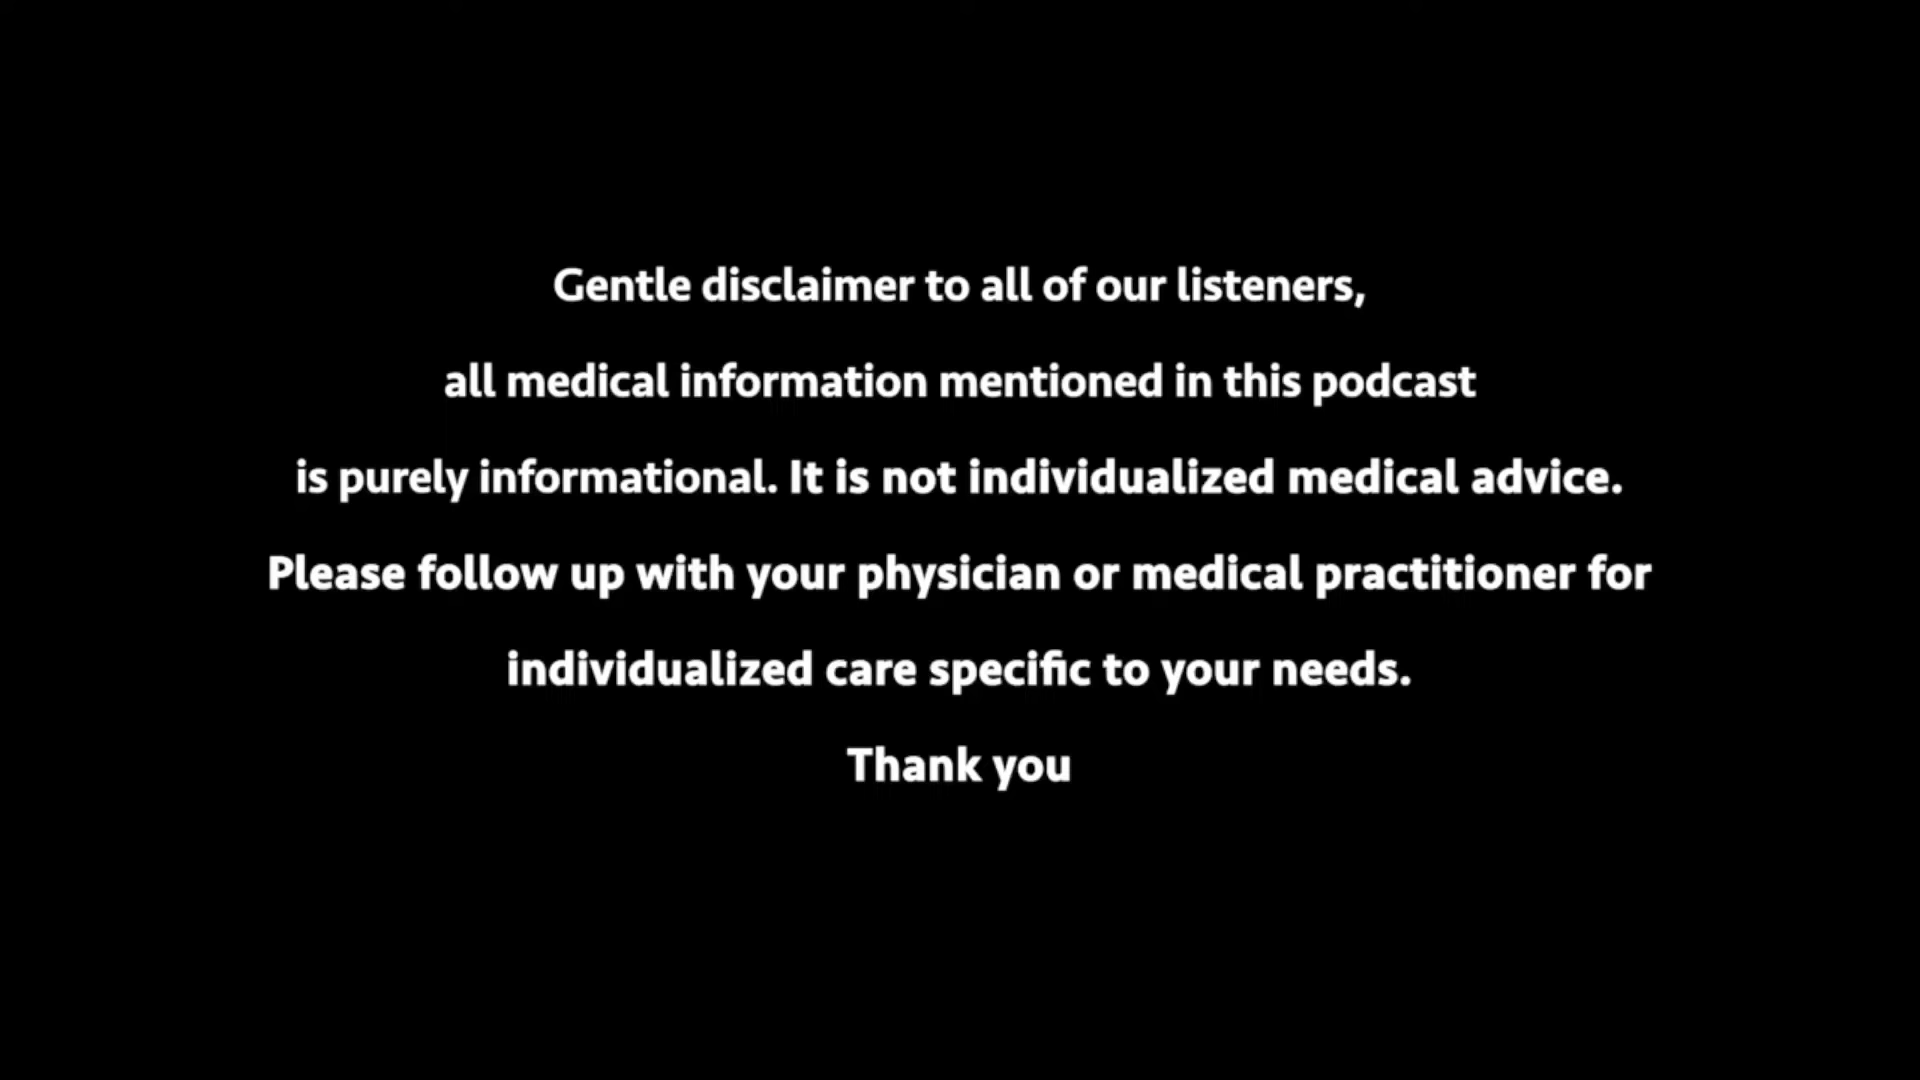 Gentle disclaimer to all of our listeners,
all medical information mentioned in this podcast
is purely informational. It is not individualized medical advice.
Please follow up with your physician or medical practitioner for
individualized care specific to your needs.
Thank you